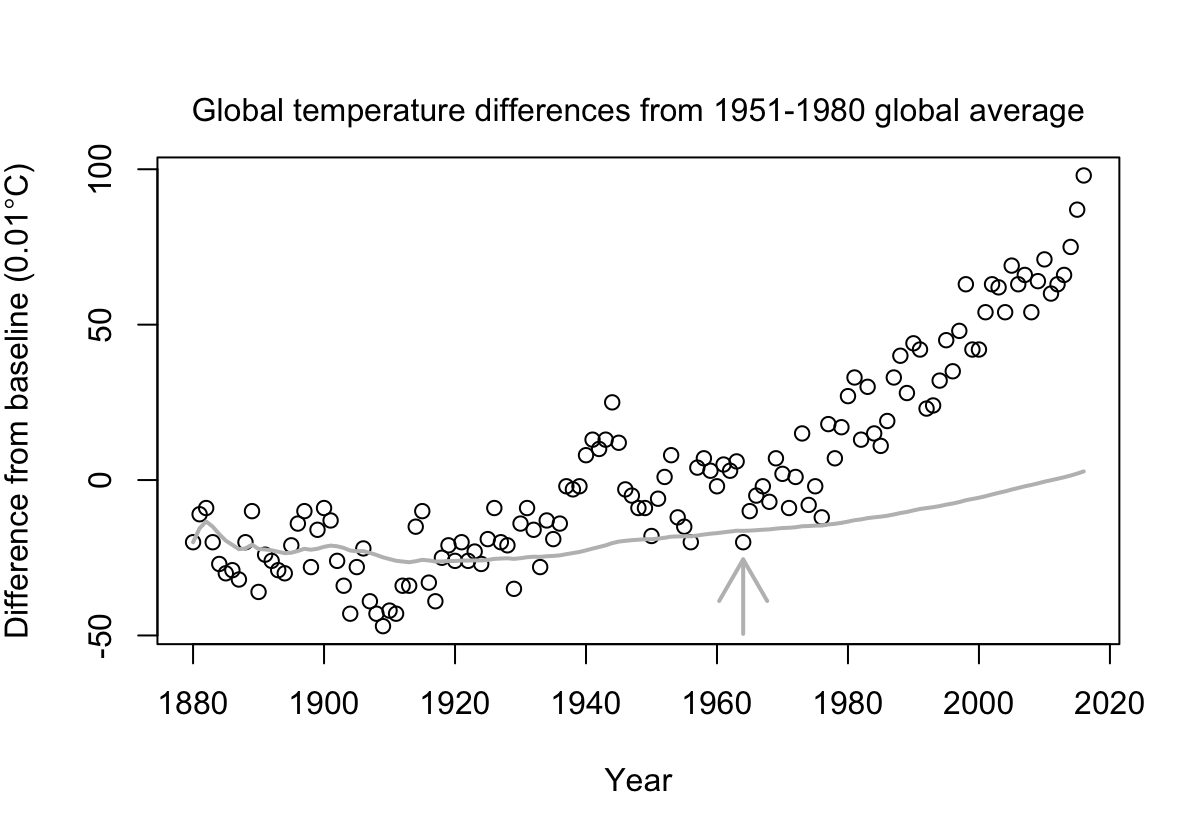 Global temperature differences from 1951-1980 global average
Difference from baseline (0.01°C)
100
50
0
-50
1880 1900 1920 1940 1960 1980 2000 2020
Year